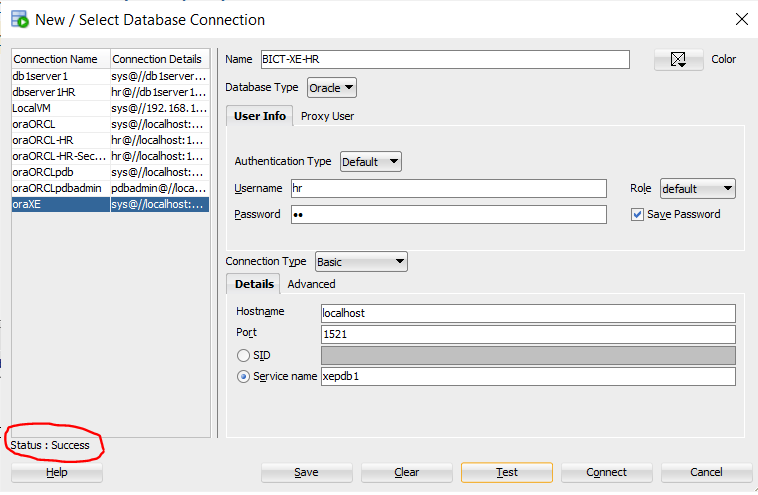 New / Select Database Connection
Connection Name Connection Details
db1server1 sys@//db1server...
dbserver1HR hr@//db1server1...
LocalVM sys@//192.168.1...
oraORCL sys@//localhost:...
oraORCL-HR hr@//localhost:1...
oraORCL-HR-Sec... hr@//localhost:1...
oraORCLpdb sys@//localhost:...
oraORCLpdbadmin pdbadmin@//loca...
oraXE sys@//localhost:...
Status : Success
Name BICT-XE-HR Color
Database Type Oracle
User Info Proxy User
Authentication Type Default
Username hr Role default
Password •• Save Password
Connection Type Basic
Details Advanced
Hostname localhost
Port 1521
SID
Service name xepdb1
Help Save Clear Test Connect Cancel